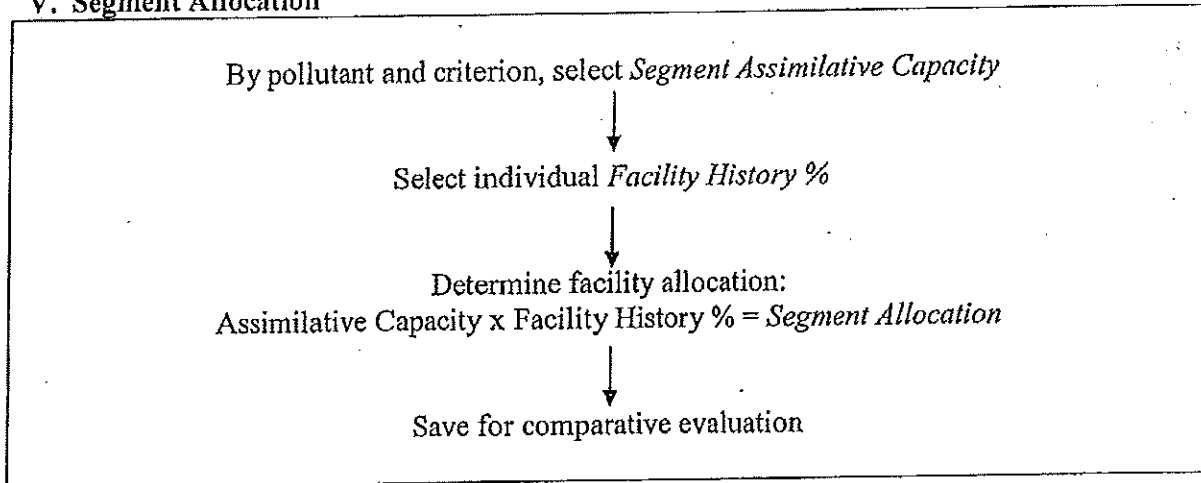 V. Segment Allocation
By pollutant and criterion, select Segment Assimilative Capacity
Select individual Facility History %
Determine facility allocation:
Assimilative Capacity x Facility History % = Segment Allocation
Save for comparative evaluation